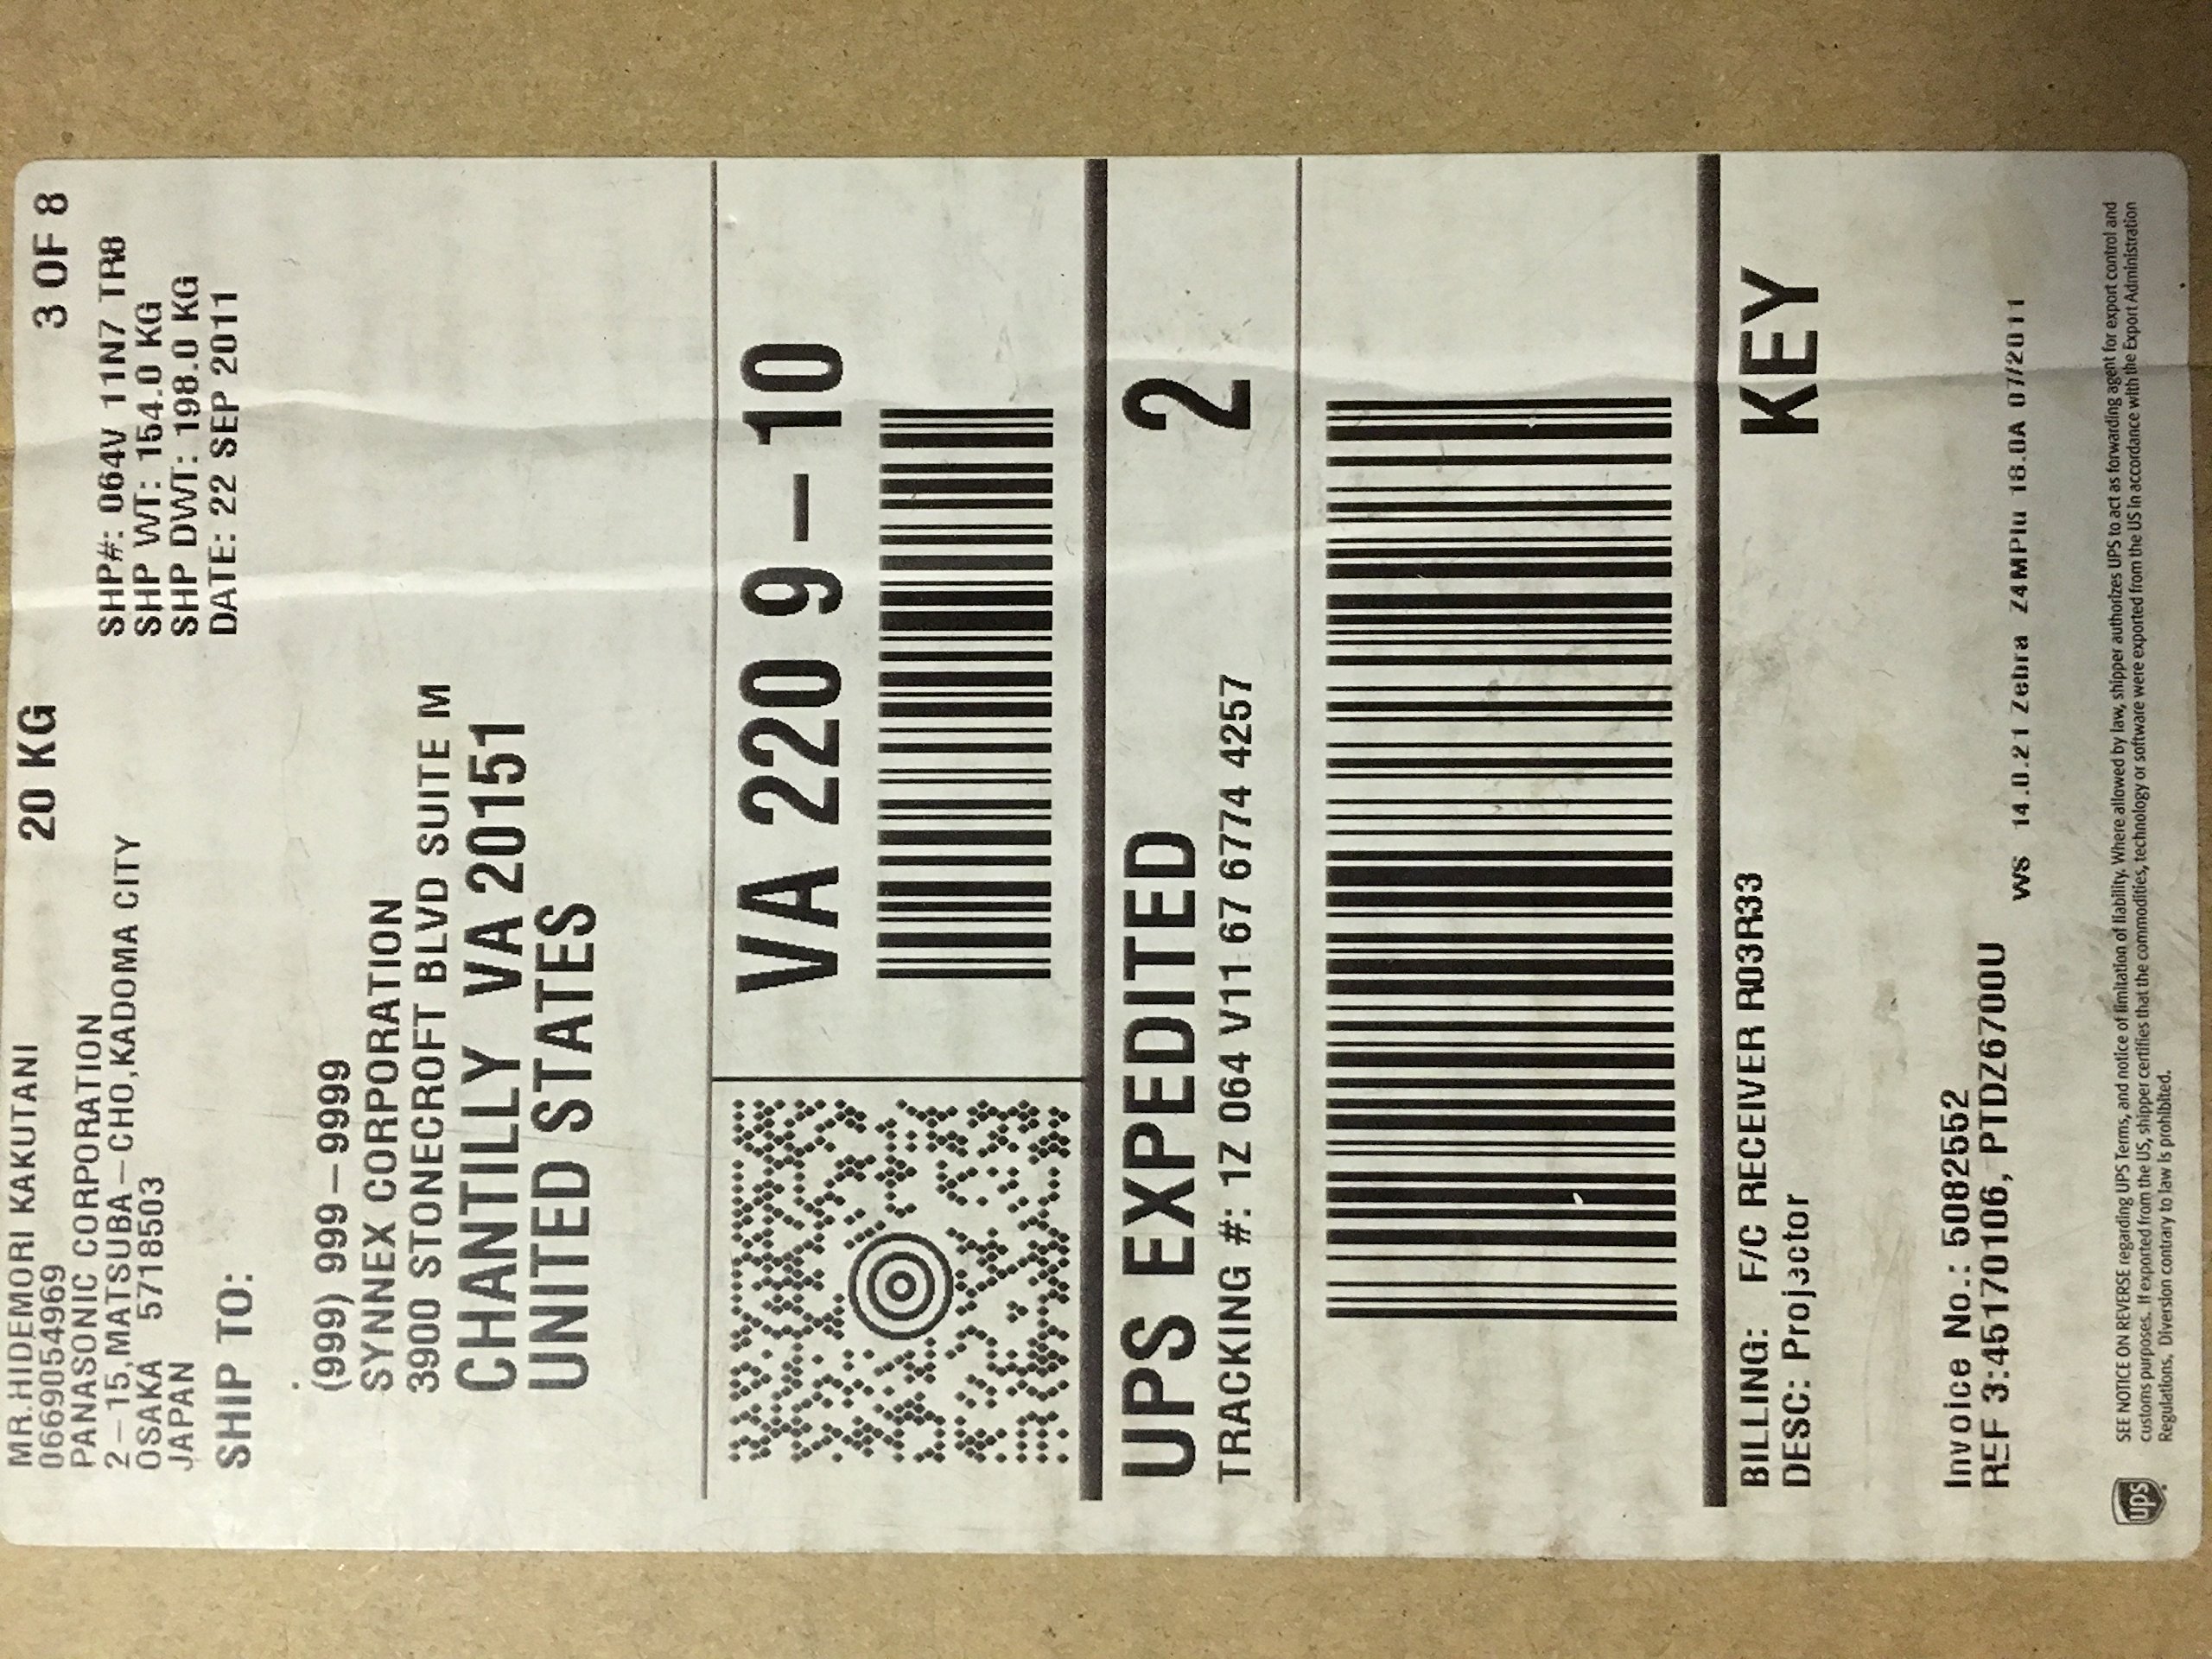 MR.HIDEMORI KAKUTANI
0669054969
PANASONIC CORPORATION
2-15,MATSUBA-CHO,KADOMA CITY
OSAKA 5718503
JAPAN
20 KG
3 OF 8
SHP#: 064V 11N7 TR8
SHP WT: 154.0 KG
SHP DWT: 198.0 KG
DATE: 22 SEP 2011
SHIP TO:
(999) 999-9999
SYNNEX CORPORATION
3900 STONECROFT BLVD SUITE M
CHANTILLY VA 20151
UNITED STATES
VA 220 9-10
UPS EXPEDITED
2
TRACKING #: 1Z 064 V11 67 6774 4257
BILLING: F/C RECEIVER R03R33
DESC: Projector
KEY
Invoice No.: 5082552
REF 3:4517010106, PTDZ6700U
WS 14.0.21 Zebra Z4MPlu 18.0A 07/2011
ups
SEE NOTICE ON REVERSE regarding UPS Terms, and notice of limitation of liability. Where allowed by law, shipper authorizes UPS to act as forwarding agent for export control and
customs purposes. If exported from the US, shipper certifies that the commodities, technology or software were exported from the US in accordance with the Export Administration
Regulations. Diversion contrary to law is prohibited.